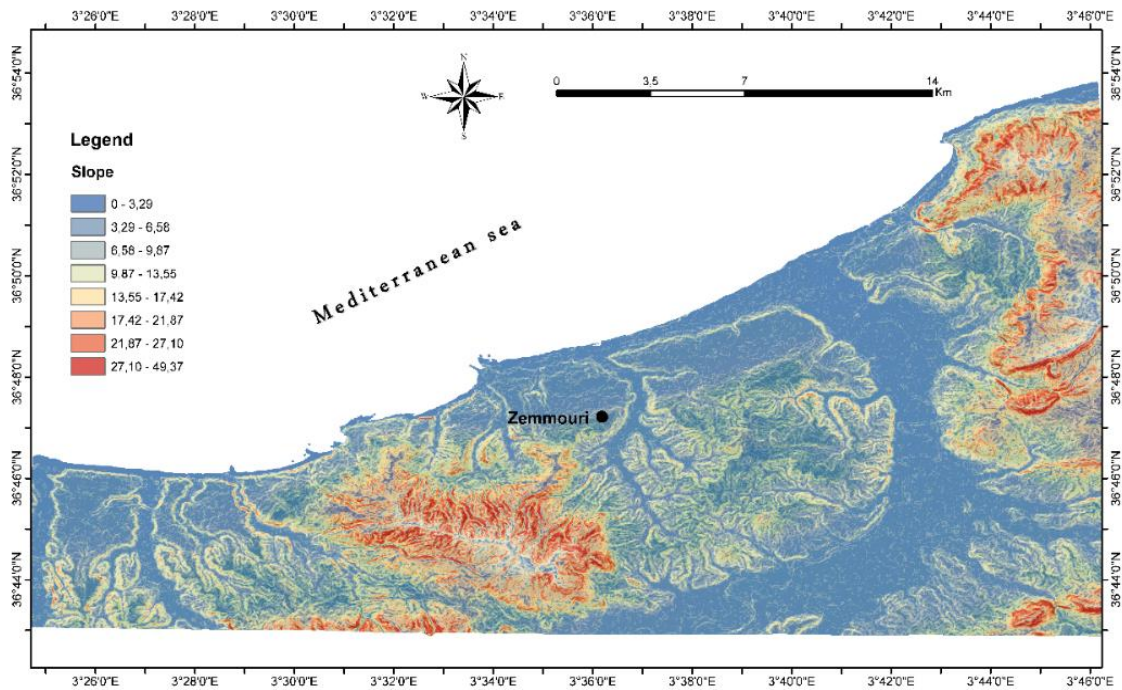 3°26'0"E 3°28'0"E 3°30'0"E 3°32'0"E 3°34'0"E 3°36'0"E 3°38'0"E 3°40'0"E 3°42'0"E 3°44'0"E 3°46'0"E
36°54'0"N
36°52'0"N
36°50'0"N
36°48'0"N
36°46'0"N
36°44'0"N
N
W E
S
0 3,5 7 14
Km
Legend
Slope
0 - 3,29
3,29 - 6,58
6,58 - 9,87
9,87 - 13,55
13,55 - 17,42
17,42 - 21,87
21,87 - 27,10
27,10 - 49,37
Mediterranean sea
Zemmouri
36°54'0"N
36°52'0"N
36°50'0"N
36°48'0"N
36°46'0"N
36°44'0"N
3°26'0"E 3°28'0"E 3°30'0"E 3°32'0"E 3°34'0"E 3°36'0"E 3°38'0"E 3°40'0"E 3°42'0"E 3°44'0"E 3°46'0"E